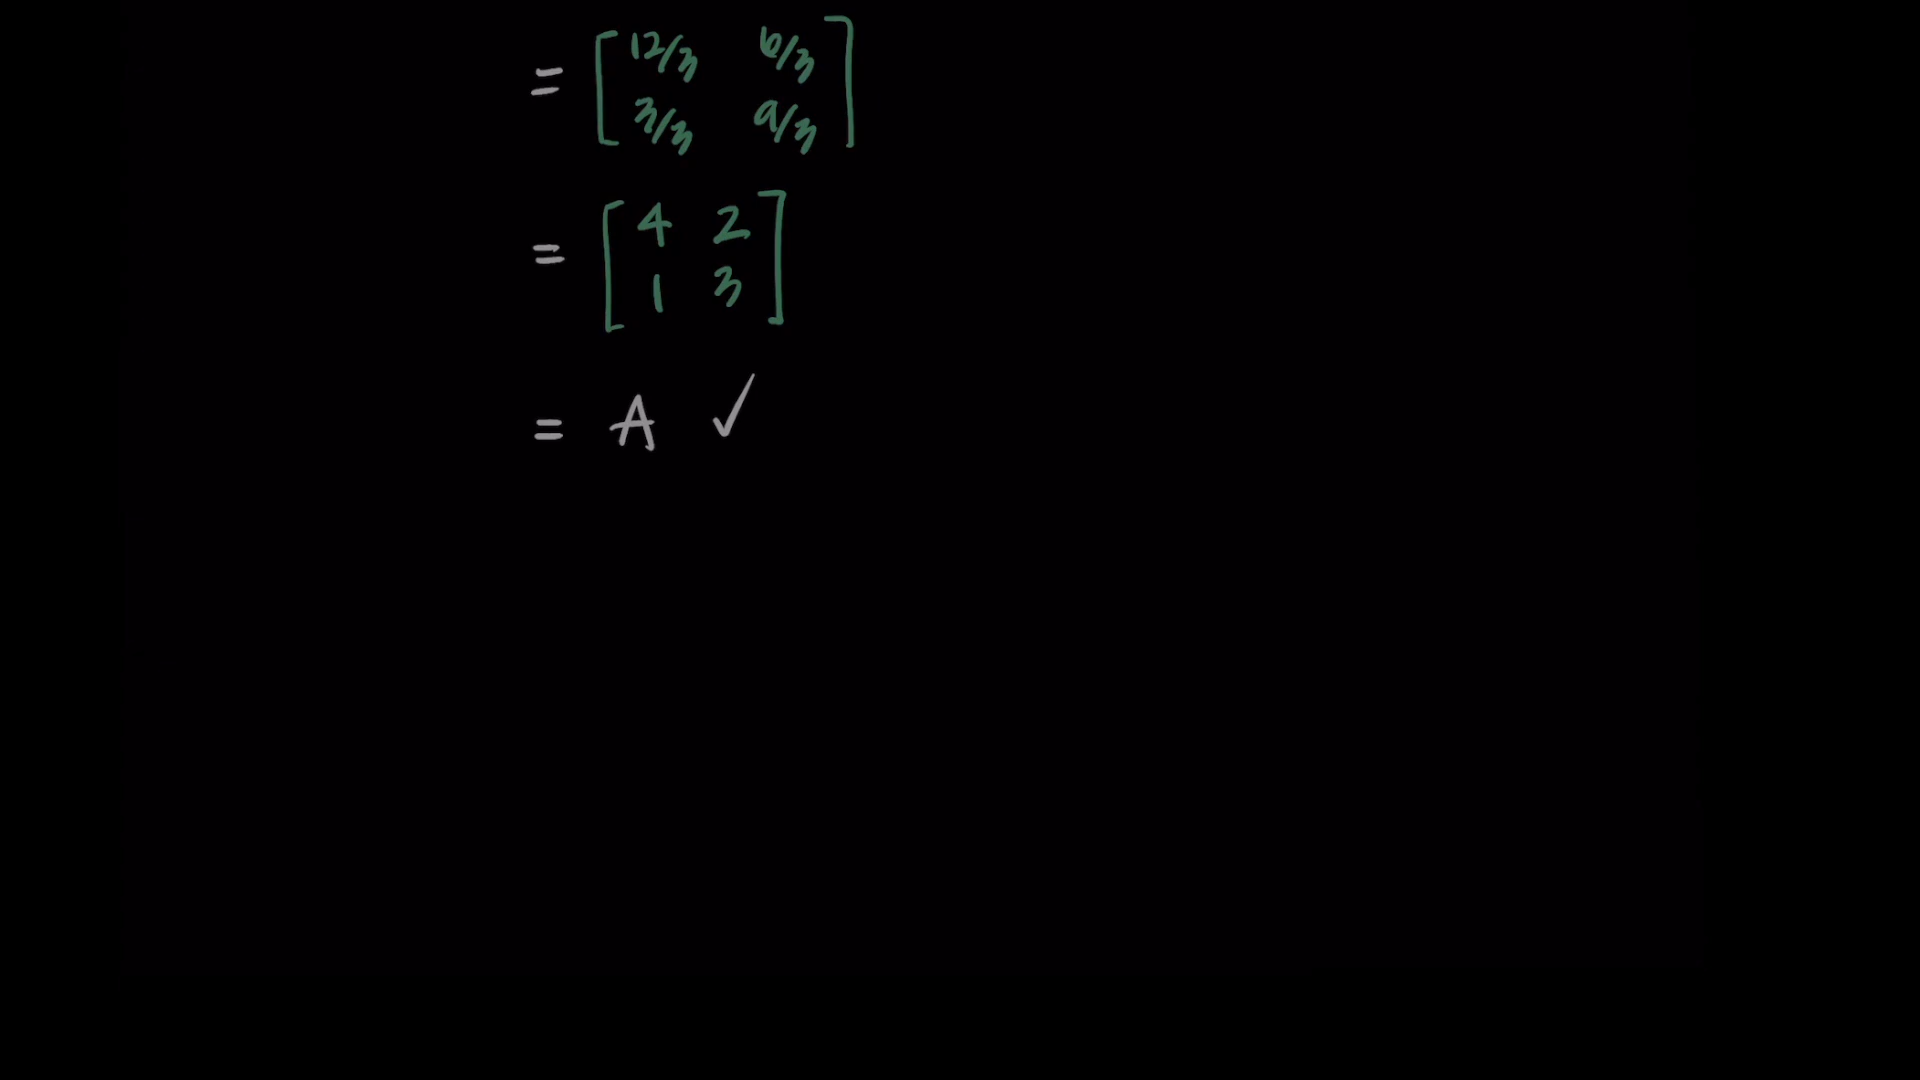 = [ 12/3 6/3
3/3 9/3 ]
= [ 4 2
1 3 ]
= A ✓